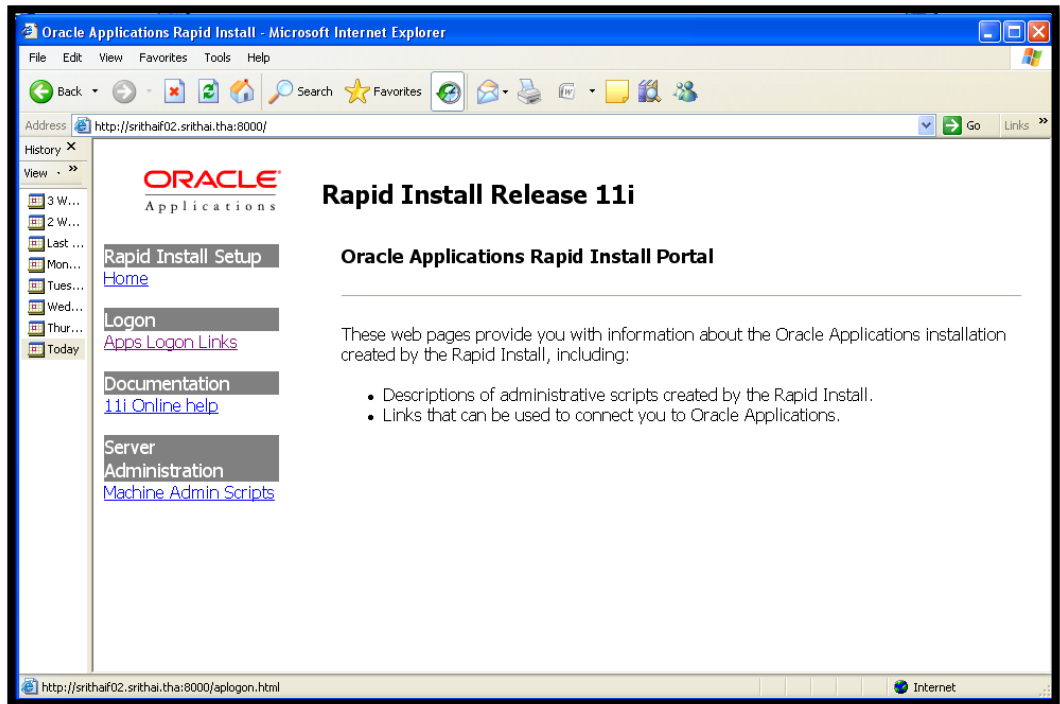 Oracle Applications Rapid Install - Microsoft Internet Explorer
File Edit View Favorites Tools Help
Back Search Favorites
Address http://srithaif02.srithai.tha:8000/ Go Links »
History ×
View »
3 W...
2 W...
Last ...
Mon...
Tues...
Wed...
Thur...
Today
ORACLE
Applications
Rapid Install Setup
Home
Logon
Apps Logon Links
Documentation
11i Online help
Server
Administration
Machine Admin Scripts
Rapid Install Release 11i
Oracle Applications Rapid Install Portal
These web pages provide you with information about the Oracle Applications installation
created by the Rapid Install, including:
• Descriptions of administrative scripts created by the Rapid Install.
• Links that can be used to connect you to Oracle Applications.
http://srithaif02.srithai.tha:8000/aplogon.html Internet